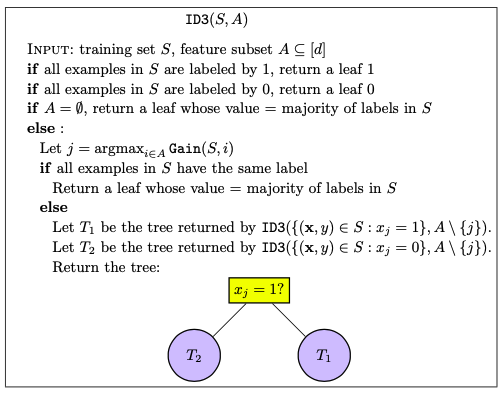 ID3(S, A)
INPUT: training set S, feature subset A ⊆ [d]
if all examples in S are labeled by 1, return a leaf 1
if all examples in S are labeled by 0, return a leaf 0
if A = ∅, return a leaf whose value = majority of labels in S
else :
Let j = argmax_{i∈A} Gain(S, i)
if all examples in S have the same label
Return a leaf whose value = majority of labels in S
else
Let T₁ be the tree returned by ID3({(x, y) ∈ S : x_j = 1}, A \ {j}).
Let T₂ be the tree returned by ID3({(x, y) ∈ S : x_j = 0}, A \ {j}).
Return the tree:
x_j = 1?
T₂ T₁